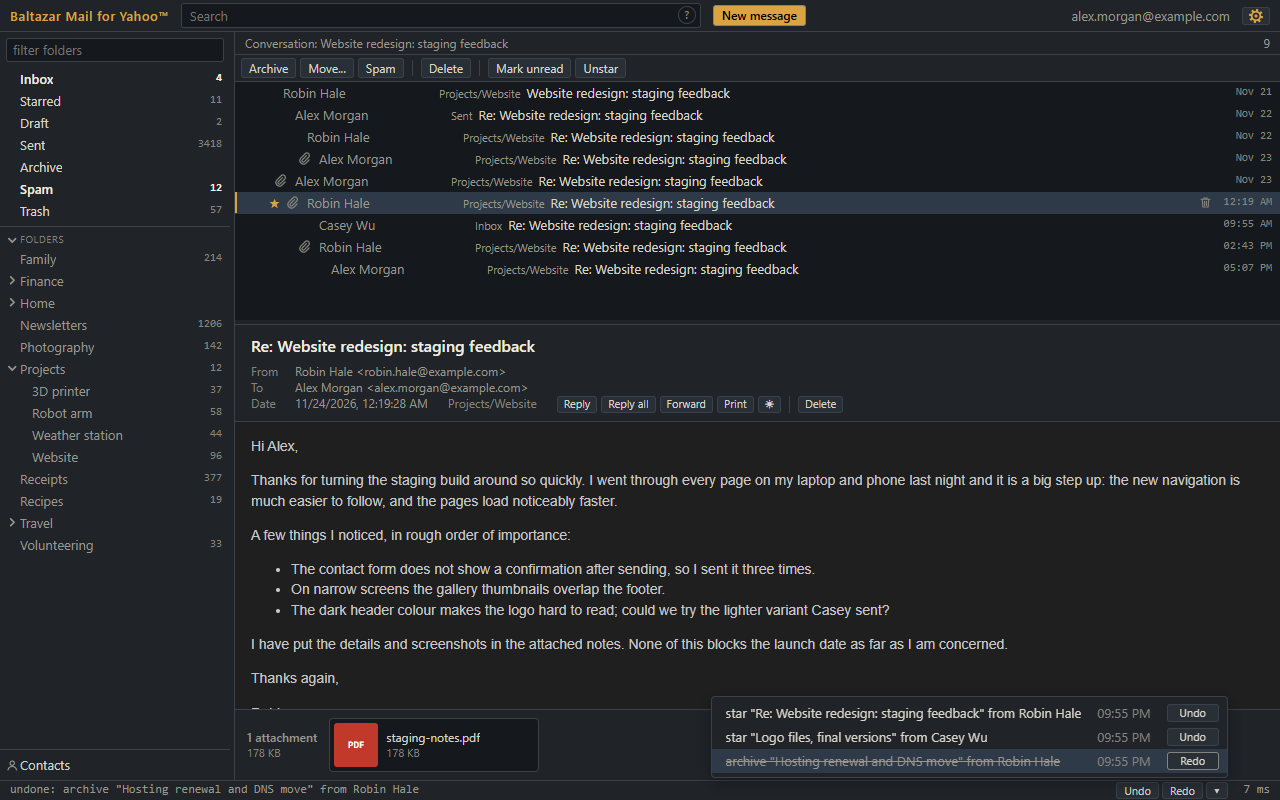 Baltazar Mail for Yahoo™
Search
?
New message
alex.morgan@example.com
filter folders
Inbox 4
Starred 11
Draft 2
Sent 3418
Archive
Spam 12
Trash 57
FOLDERS
Family 214
Finance
Home
Newsletters 1206
Photography 142
Projects 12
3D printer 37
Robot arm 58
Weather station 44
Website 96
Receipts 377
Recipes 19
Travel
Volunteering 33
Contacts
Conversation: Website redesign: staging feedback 9
Archive Move... Spam Delete Mark unread Unstar
Robin Hale Projects/Website Website redesign: staging feedback Nov 21
Alex Morgan Sent Re: Website redesign: staging feedback Nov 22
Robin Hale Projects/Website Re: Website redesign: staging feedback Nov 22
Alex Morgan Projects/Website Re: Website redesign: staging feedback Nov 23
Alex Morgan Projects/Website Re: Website redesign: staging feedback Nov 23
Robin Hale Projects/Website Re: Website redesign: staging feedback 12:19 AM
Casey Wu Inbox Re: Website redesign: staging feedback 09:55 AM
Robin Hale Projects/Website Re: Website redesign: staging feedback 02:43 PM
Alex Morgan Projects/Website Re: Website redesign: staging feedback 05:07 PM
Re: Website redesign: staging feedback
From Robin Hale <robin.hale@example.com>
To Alex Morgan <alex.morgan@example.com>
Date 11/24/2026, 12:19:28 AM Projects/Website Reply Reply all Forward Print Delete
Hi Alex,
Thanks for turning the staging build around so quickly. I went through every page on my laptop and phone last night and it is a big step up: the new navigation is
much easier to follow, and the pages load noticeably faster.
A few things I noticed, in rough order of importance:
• The contact form does not show a confirmation after sending, so I sent it three times.
• On narrow screens the gallery thumbnails overlap the footer.
• The dark header colour makes the logo hard to read; could we try the lighter variant Casey sent?
I have put the details and screenshots in the attached notes. None of this blocks the launch date as far as I am concerned.
Thanks again,
1 attachment
178 KB
PDF
staging-notes.pdf
178 KB
star "Re: Website redesign: staging feedback" from Robin Hale 09:55 PM Undo
star "Logo files, final versions" from Casey Wu 09:55 PM Undo
archive "Hosting renewal and DNS move" from Robin Hale 09:55 PM Redo
undone: archive "Hosting renewal and DNS move" from Robin Hale
Undo Redo 7 ms